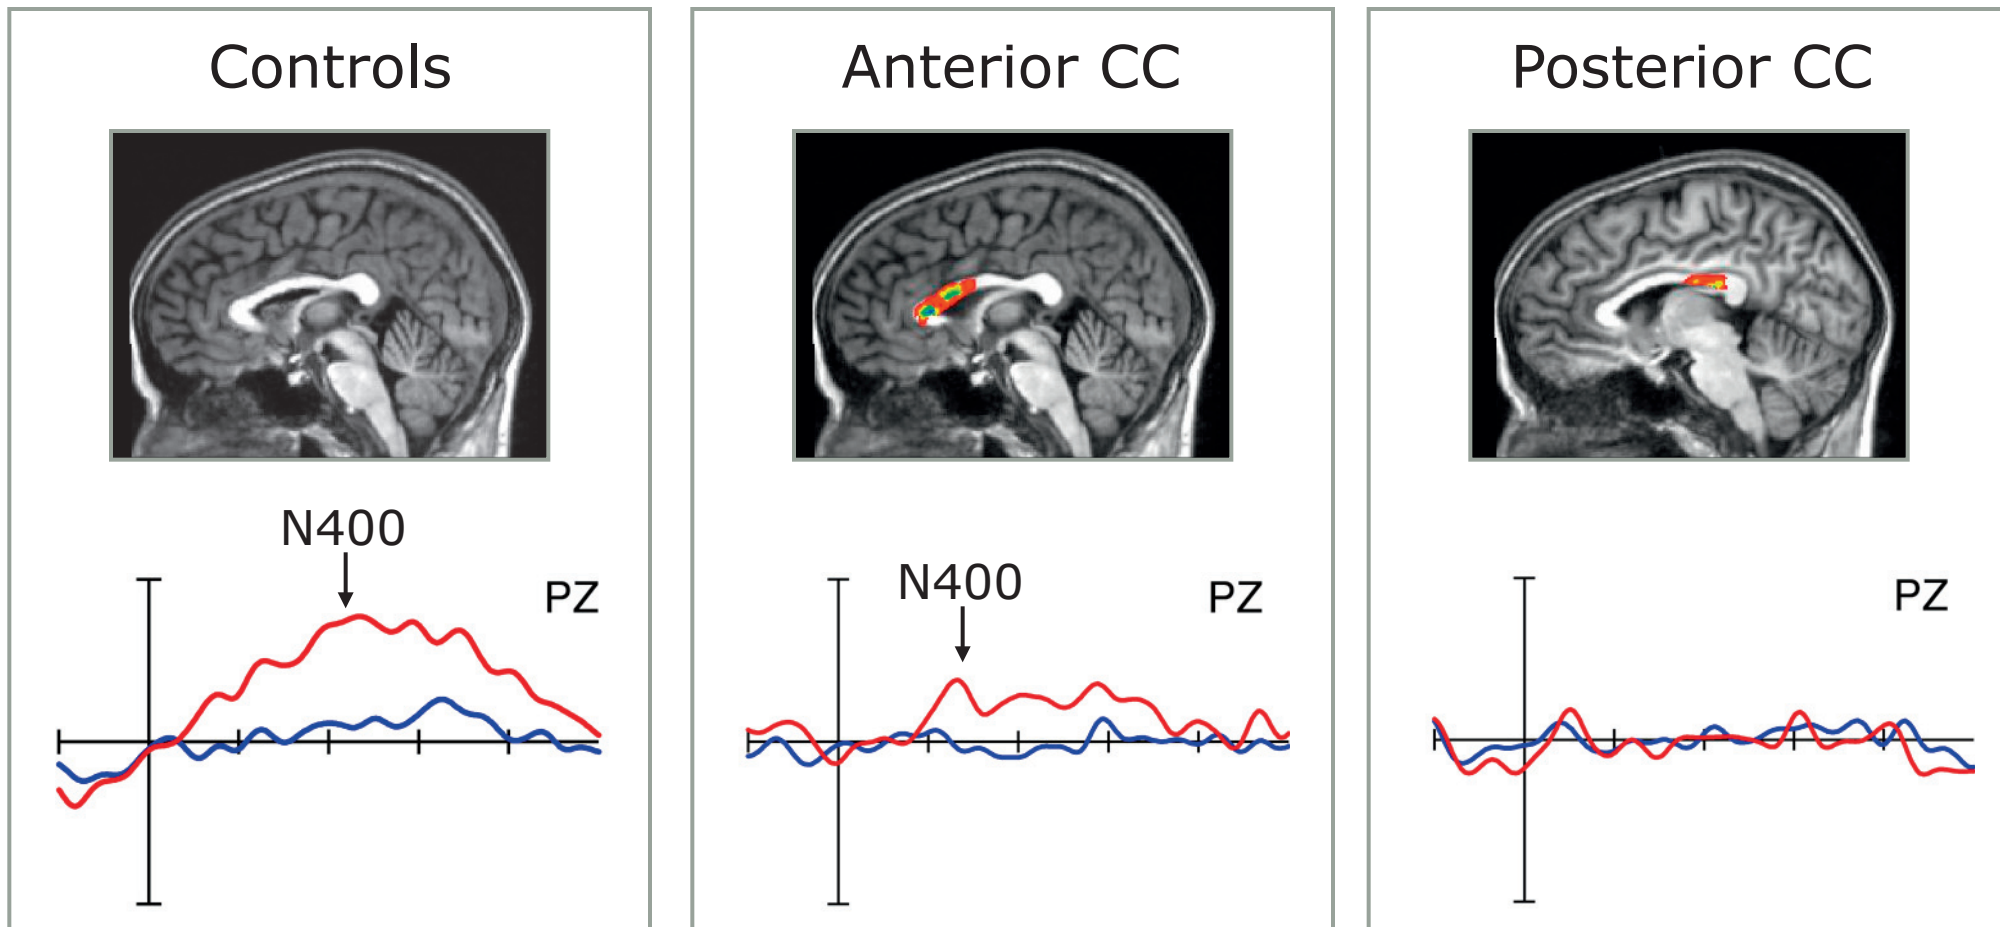 Controls
N400
PZ
Anterior CC
N400
PZ
Posterior CC
PZ